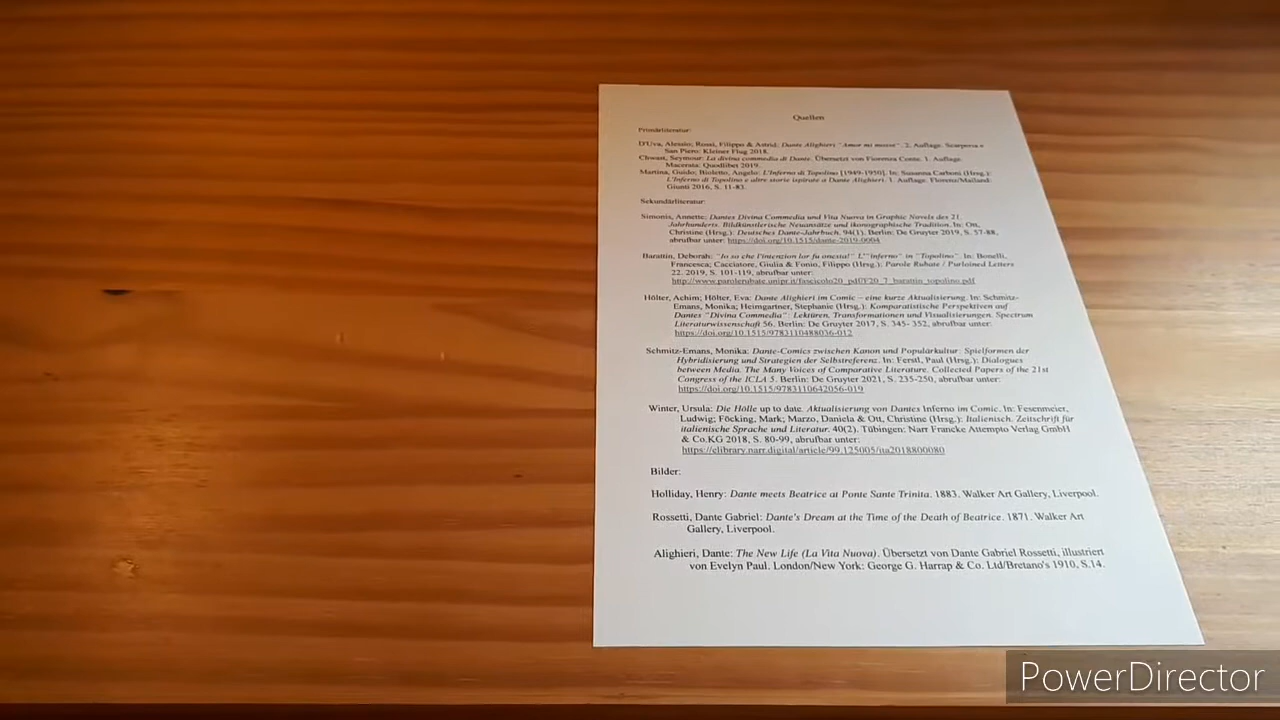 Quellen
Primärliteratur:
D'Uva, Alessio; Rossi, Filippo & Astrid: Dante Alighieri "Amor mi mosse". 2. Auflage. Scarperia e
San Piero: Kleiner Flug 2018.
Chwast, Seymour: La divina commedia di Dante. Übersetzt von Fiorenza Conte. 1. Auflage.
Macerata: Quodlibet 2019.
Martina, Guido; Bioletto, Angelo: L'Inferno di Topolino [1949-1950]. In: Susanna Carboni (Hrsg.):
L'Inferno di Topolino e altre storie ispirate a Dante Alighieri. 1. Auflage. Florenz/Mailand:
Giunti 2016, S. 11-83.
Sekundärliteratur:
Simonis, Annette: Dantes Divina Commedia und Vita Nuova in Graphic Novels des 21.
Jahrhunderts. Bildkünstlerische Neuansätze und ikonographische Tradition. In: Ott,
Christine (Hrsg.): Deutsches Dante-Jahrbuch, 94(1). Berlin: De Gruyter 2019, S. 57-88,
abrufbar unter: https://doi.org/10.1515/dante-2019-0004
Barattin, Deborah: "Io so che l'intenzion lor fu onesta!" L'"inferno" in "Topolino". In: Bonelli,
Francesca; Cacciatore, Giulia & Fonio, Filippo (Hrsg.): Parole Rubate / Purloined Letters
22. 2019, S. 101-119, abrufbar unter:
http://www.parolerubate.unipr.it/fascicolo20_pdf/F20_7_barattin_topolino.pdf
Hölter, Achim; Hölter, Eva: Dante Alighieri im Comic – eine kurze Aktualisierung. In: Schmitz-
Emans, Monika; Heimgartner, Stephanie (Hrsg.): Komparatistische Perspektiven auf
Dantes "Divina Commedia": Lektüren, Transformationen und Visualisierungen. Spectrum
Literaturwissenschaft 56. Berlin: De Gruyter 2017, S. 345- 352, abrufbar unter:
https://doi.org/10.1515/9783110488036-012
Schmitz-Emans, Monika: Dante-Comics zwischen Kanon und Populärkultur: Spielformen der
Hybridisierung und Strategien der Selbstreferenz. In: Ferstl, Paul (Hrsg.): Dialogues
between Media. The Many Voices of Comparative Literature. Collected Papers of the 21st
Congress of the ICLA 5. Berlin: De Gruyter 2021, S. 235-250, abrufbar unter:
https://doi.org/10.1515/9783110642056-019
Winter, Ursula: Die Hölle up to date. Aktualisierung von Dantes Inferno im Comic. In: Fesenmeier,
Ludwig; Föcking, Mark; Marzo, Daniela & Ott, Christine (Hrsg.): Italienisch. Zeitschrift für
italienische Sprache und Literatur. 40(2). Tübingen: Narr Francke Attempto Verlag GmbH
& Co.KG 2018, S. 80-99, abrufbar unter:
https://elibrary.narr.digital/article/99.125005/ita2018800080
Bilder:
Holliday, Henry: Dante meets Beatrice at Ponte Sante Trinita. 1883. Walker Art Gallery, Liverpool.
Rossetti, Dante Gabriel: Dante's Dream at the Time of the Death of Beatrice. 1871. Walker Art
Gallery, Liverpool.
Alighieri, Dante: The New Life (La Vita Nuova). Übersetzt von Dante Gabriel Rossetti, illustriert
von Evelyn Paul. London/New York: George G. Harrap & Co. Ltd/Bretano's 1910, S.14.
PowerDirector